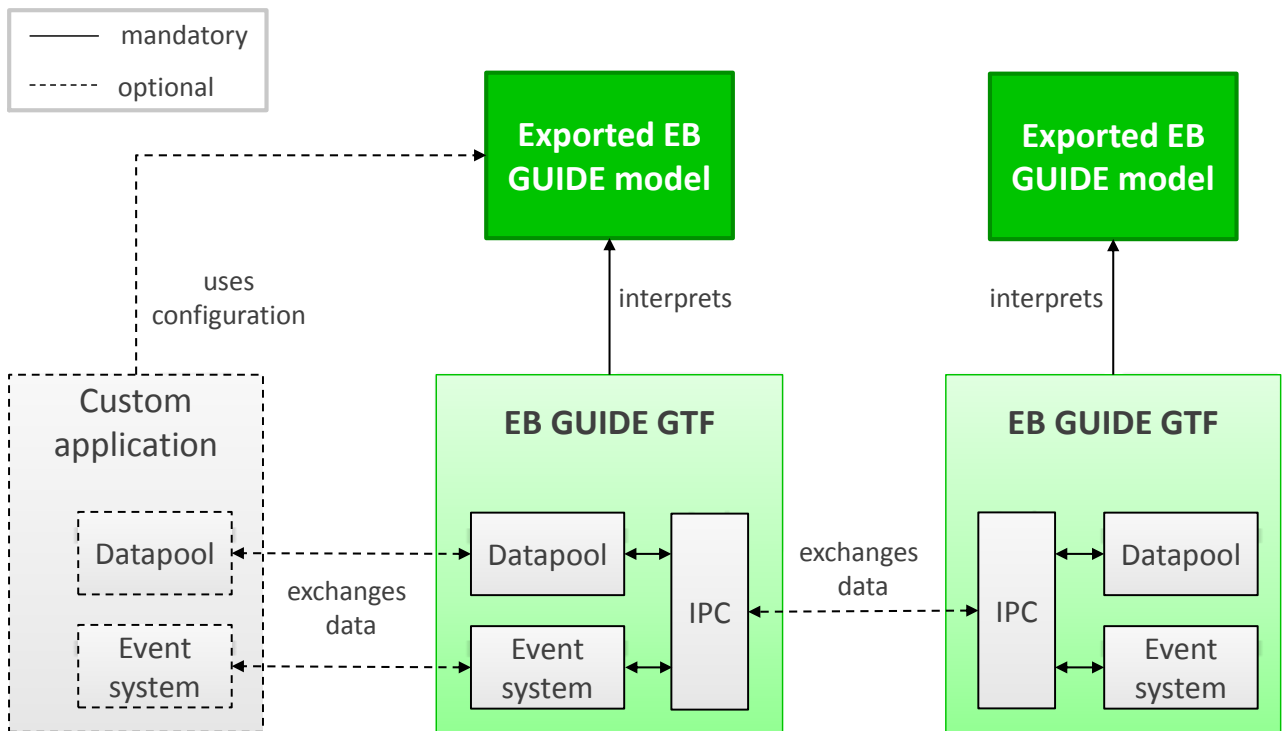 mandatory
optional
Exported EB
GUIDE model
Exported EB
GUIDE model
uses
configuration
interprets
interprets
Custom
application
EB GUIDE GTF
EB GUIDE GTF
Datapool
exchanges
data
Event
system
Datapool
Event
system
IPC
exchanges
data
IPC
Datapool
Event
system